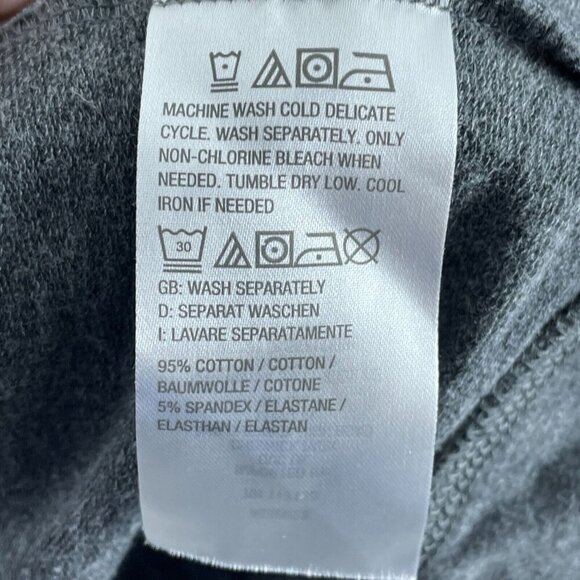 MACHINE WASH COLD DELICATE
CYCLE. WASH SEPARATELY. ONLY
NON-CHLORINE BLEACH WHEN
NEEDED. TUMBLE DRY LOW. COOL
IRON IF NEEDED
30
GB: WASH SEPARATELY
D: SEPARAT WASCHEN
I: LAVARE SEPARATAMENTE
95% COTTON / COTTON /
BAUMWOLLE / COTONE
5% SPANDEX / ELASTANE /
ELASTHAN / ELASTAN